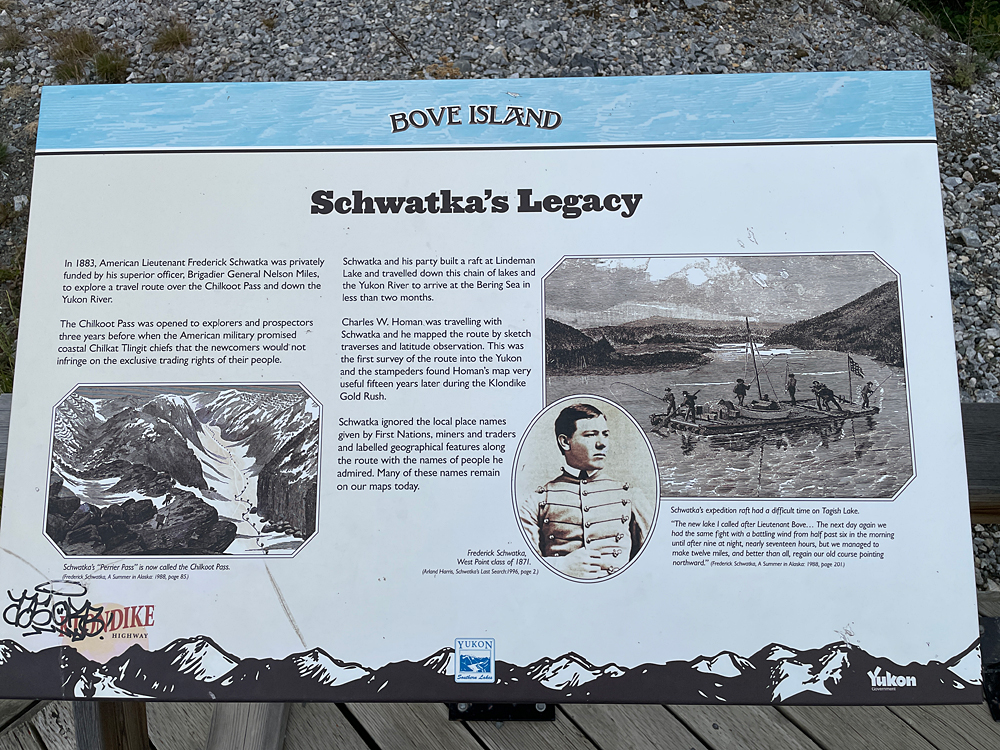 BOVE ISLAND
Schwatka's Legacy
In 1883, American Lieutenant Frederick Schwatka was privately
funded by his superior officer, Brigadier General Nelson Miles,
to explore a travel route over the Chilkoot Pass and down the
Yukon River.
The Chilkoot Pass was opened to explorers and prospectors
three years before when the American military promised
coastal Chilkat Tlingit chiefs that the newcomers would not
infringe on the exclusive trading rights of their people.
Schwatka's "Perrier Pass" is now called the Chilkoot Pass.
(Frederick Schwatka, A Summer in Alaska: 1988, page 85.)
Schwatka and his party built a raft at Lindeman
Lake and travelled down this chain of lakes and
the Yukon River to arrive at the Bering Sea in
less than two months.
Charles W. Homan was travelling with
Schwatka and he mapped the route by sketch
traverses and latitude observation. This was
the first survey of the route into the Yukon
and the stampeders found Homan's map very
useful fifteen years later during the Klondike
Gold Rush.
Schwatka ignored the local place names
given by First Nations, miners and traders
and labelled geographical features along
the route with the names of people he
admired. Many of these names remain
on our maps today.
Frederick Schwatka,
West Point class of 1871.
(Arland Harris, Schwatka's Last Search:1996, page 2.)
Schwatka's expedition raft had a difficult time on Tagish Lake.
"The new lake I called after Lieutenant Bove... The next day again we
had the same fight with a battling wind from half past six in the morning
until after nine at night, nearly seventeen hours, but we managed to
make twelve miles, and better than all, regain our old course pointing
northward." (Frederick Schwatka, A Summer in Alaska: 1988, page 201.)
KLONDIKE
HIGHWAY
YUKON
Southern Lakes
Yukon
Government